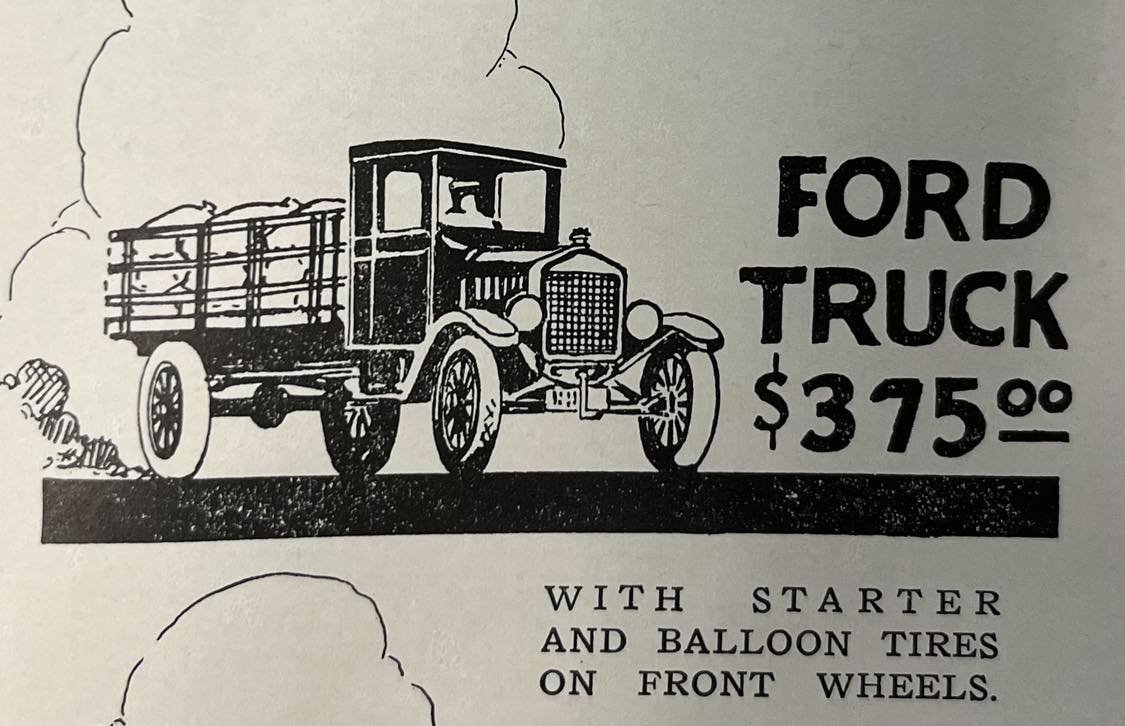 FORD
TRUCK
$375.00
WITH STARTER
AND BALLOON TIRES
ON FRONT WHEELS.